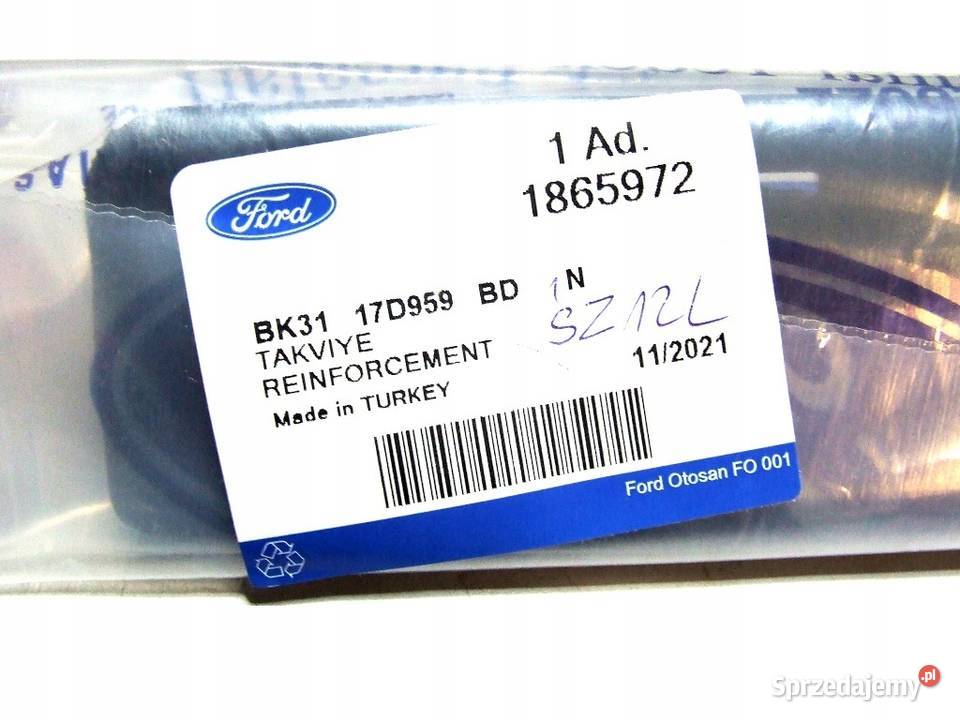 1 Ad.
1865972
Ford
BK31 17D959 BD 1N
SZ12L
TAKVIYE
REINFORCEMENT
11/2021
Made in TURKEY
Ford Otosan FO 001
Sprzedajemy.pl